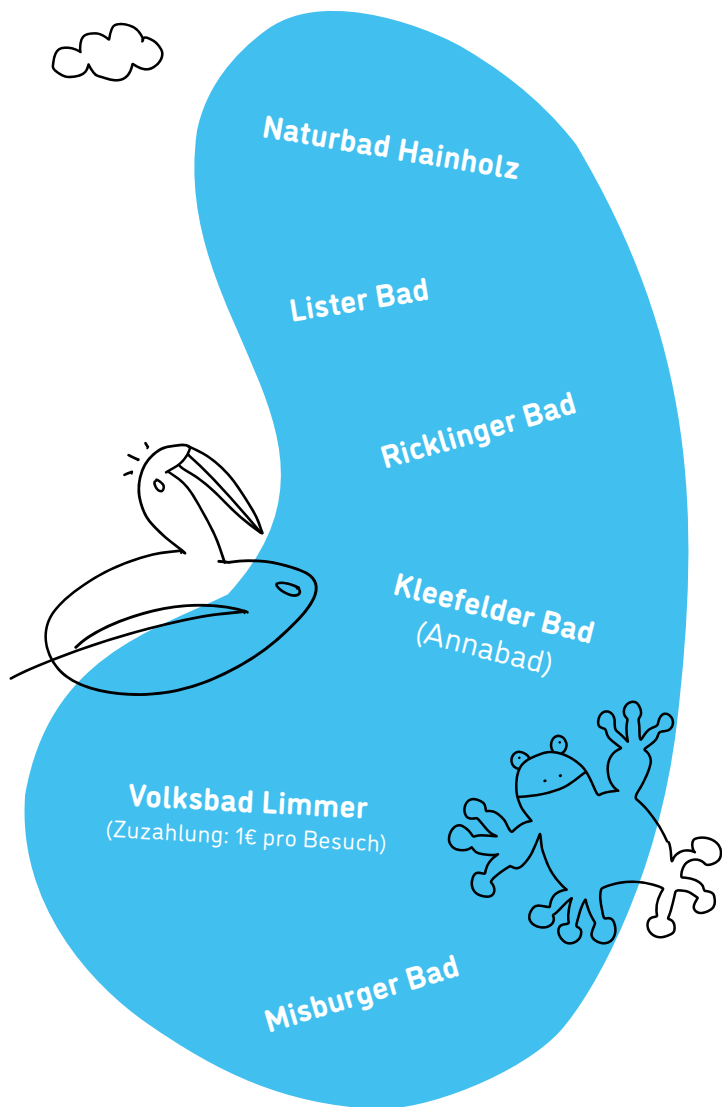 Naturbad Hainholz
Lister Bad
Ricklinger Bad
Kleefelder Bad
(Annabad)
Volksbad Limmer
(Zuzahlung: 1€ pro Besuch)
Misburger Bad